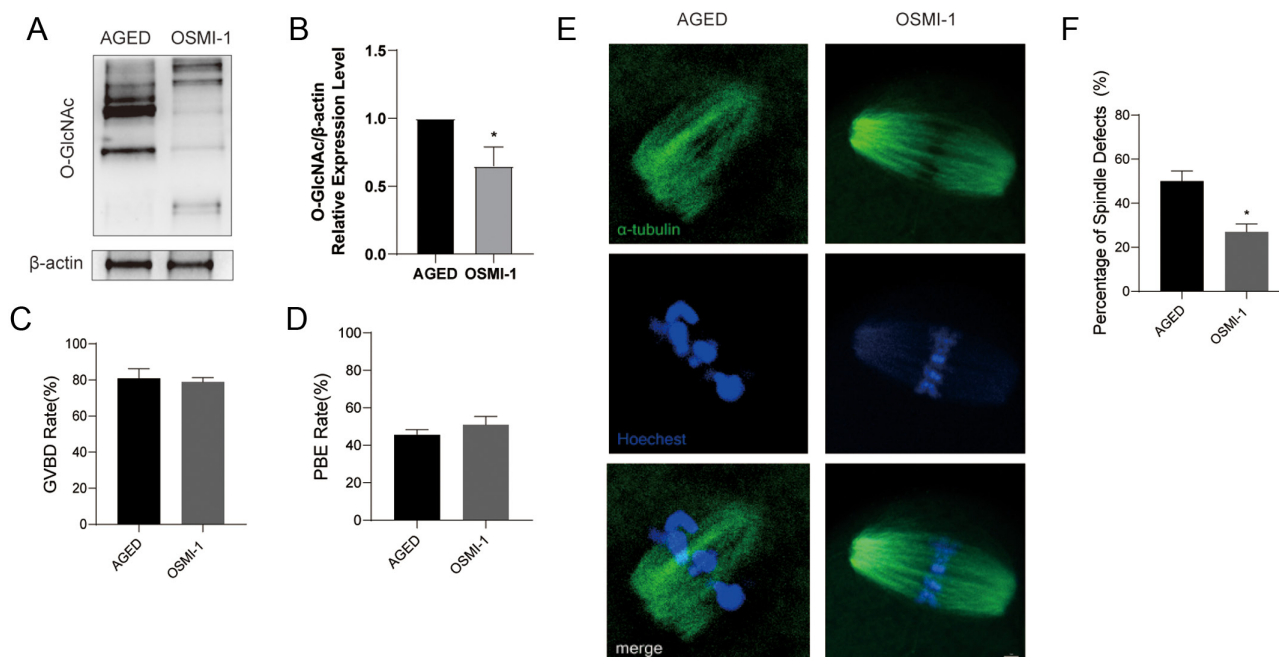 A
AGED OSMI-1
O-GlcNAc
β-actin
B
O-GlcNAc/β-actin
Relative Expression Level
1.5
1.0
0.5
0.0
*
AGED OSMI-1
C
GVBD Rate(%)
100
80
60
40
20
0
AGED
OSMI-1
D
PBE Rate(%)
100
80
60
40
20
0
AGED
OSMI-1
E
AGED OSMI-1
α-tubulin
Hoechest
merge
F
Percentage of Spindle Defects (%)
80
60
40
20
0
*
AGED
OSMI-1